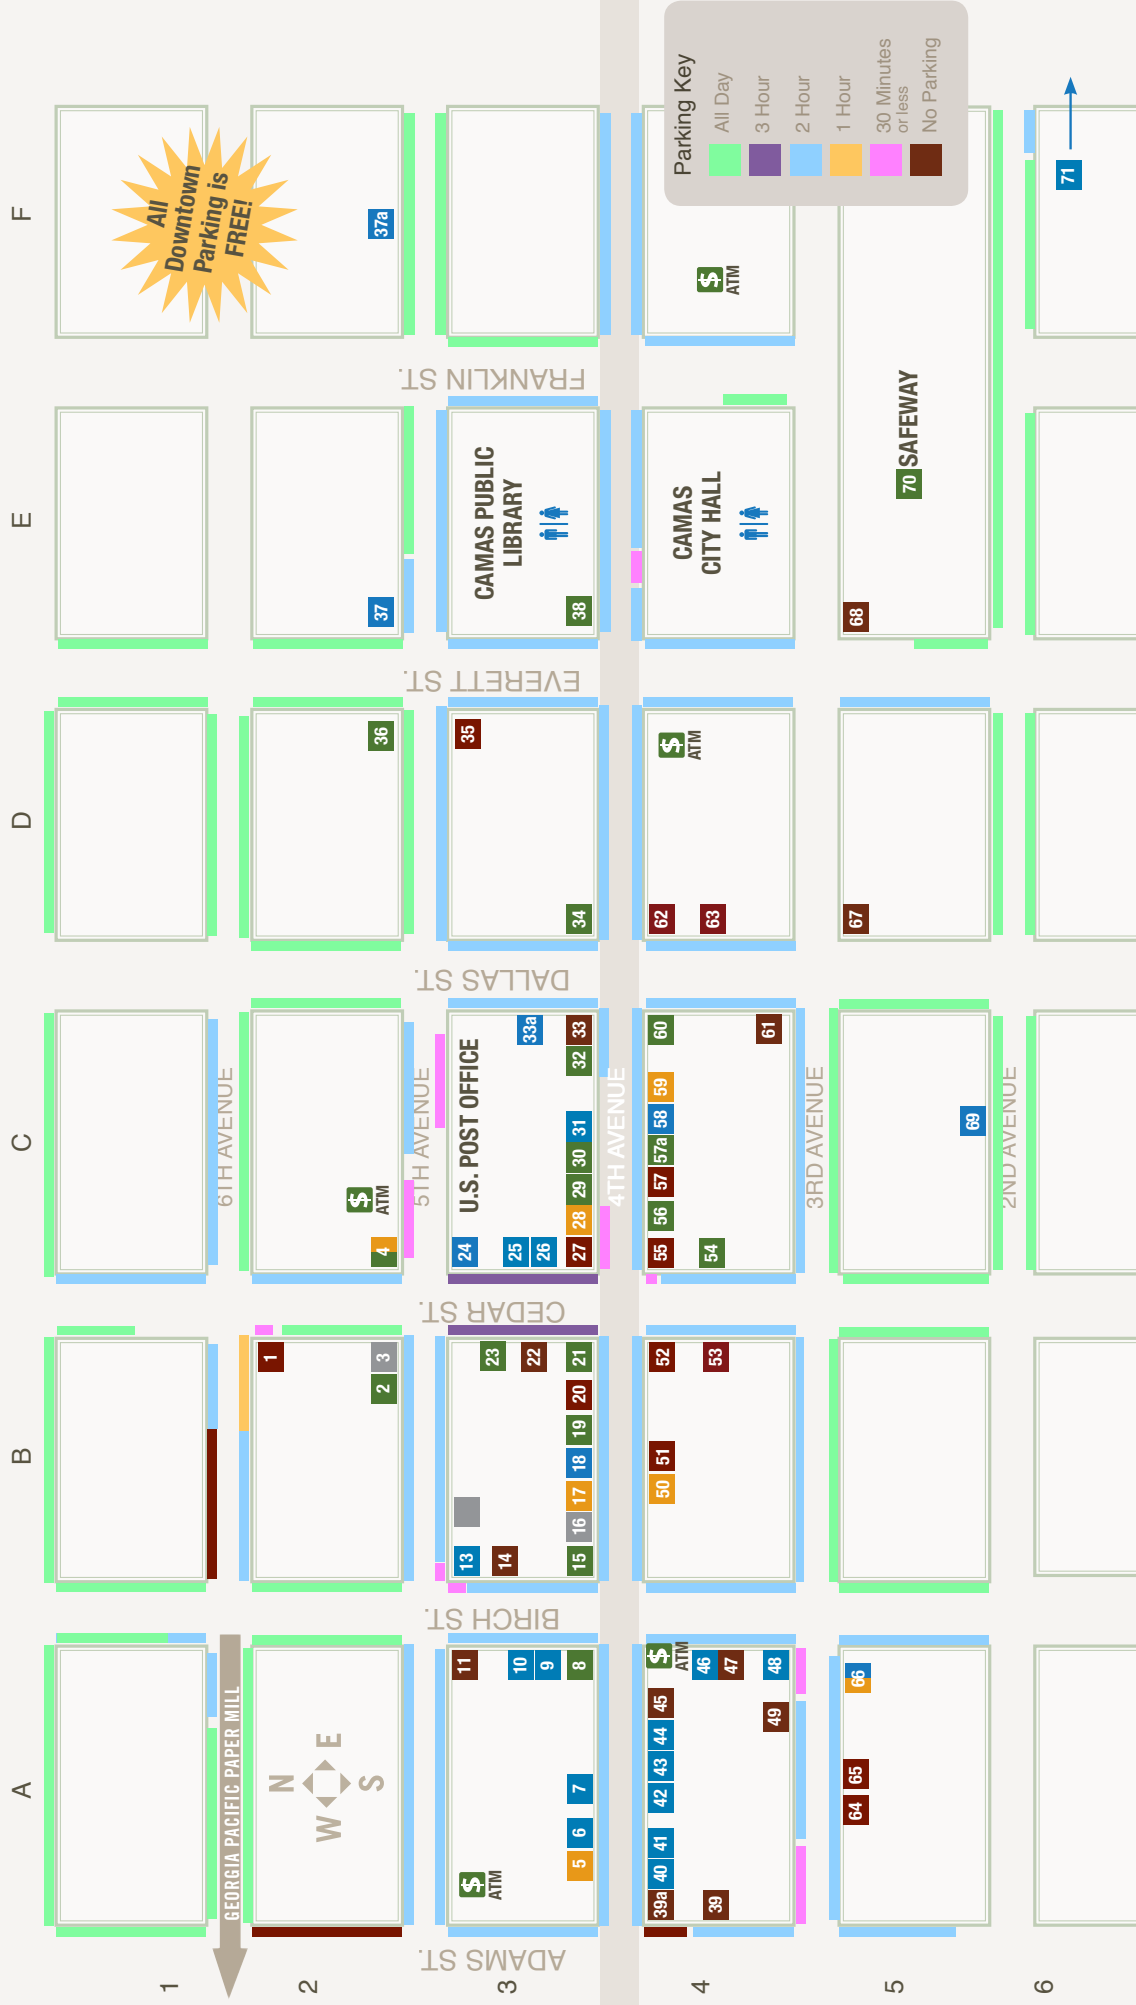 A
B
C
D
E
F
1
2
3
4
5
6
All
Downtown
Parking is
FREE!
Parking Key
All Day
3 Hour
2 Hour
1 Hour
30 Minutes
or less
No Parking
GEORGIA PACIFIC PAPER MILL
6TH AVENUE
5TH AVENUE
4TH AVENUE
3RD AVENUE
2ND AVENUE
ADAMS ST.
BIRCH ST.
CEDAR ST.
DALLAS ST.
EVERETT ST.
FRANKLIN ST.
N
W
E
S
1
2
3
4
$
ATM
37
37a
36
$
ATM
5
6
7
8
9
10
11
13
14
15
16
17
18
19
20
21
22
23
U.S. POST OFFICE
24
25
26
27
28
29
30
31
32
33
33a
34
35
CAMAS PUBLIC
LIBRARY
38
39a
39
40
41
42
43
44
45
$
ATM
46
47
48
49
50
51
52
53
54
55
56
57
57a
58
59
60
61
62
63
$
ATM
CAMAS
CITY HALL
$
ATM
64
65
66
67
68
69
70
SAFEWAY
71